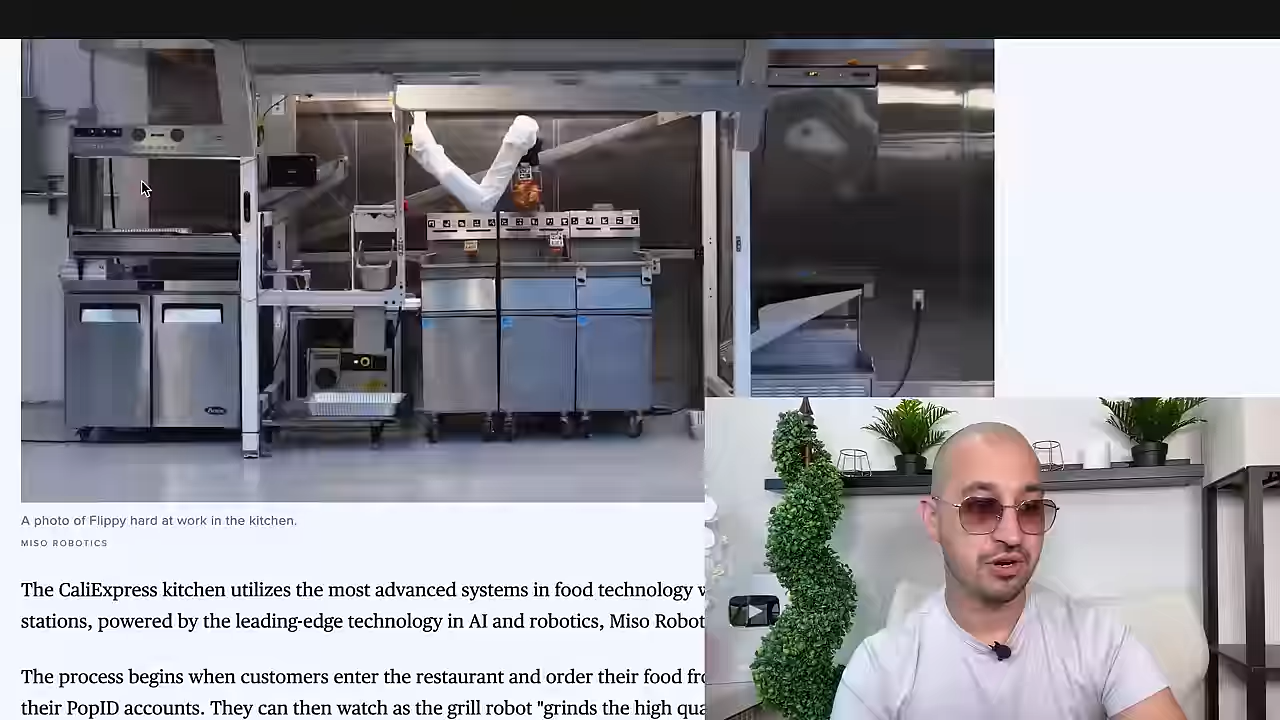 A photo of Flippy hard at work in the kitchen.
MISO ROBOTICS
The CaliExpress kitchen utilizes the most advanced systems in food technology
stations, powered by the leading-edge technology in AI and robotics, Miso Robot
The process begins when customers enter the restaurant and order their food fr
their PopID accounts. They can then watch as the grill robot "grinds the high qua